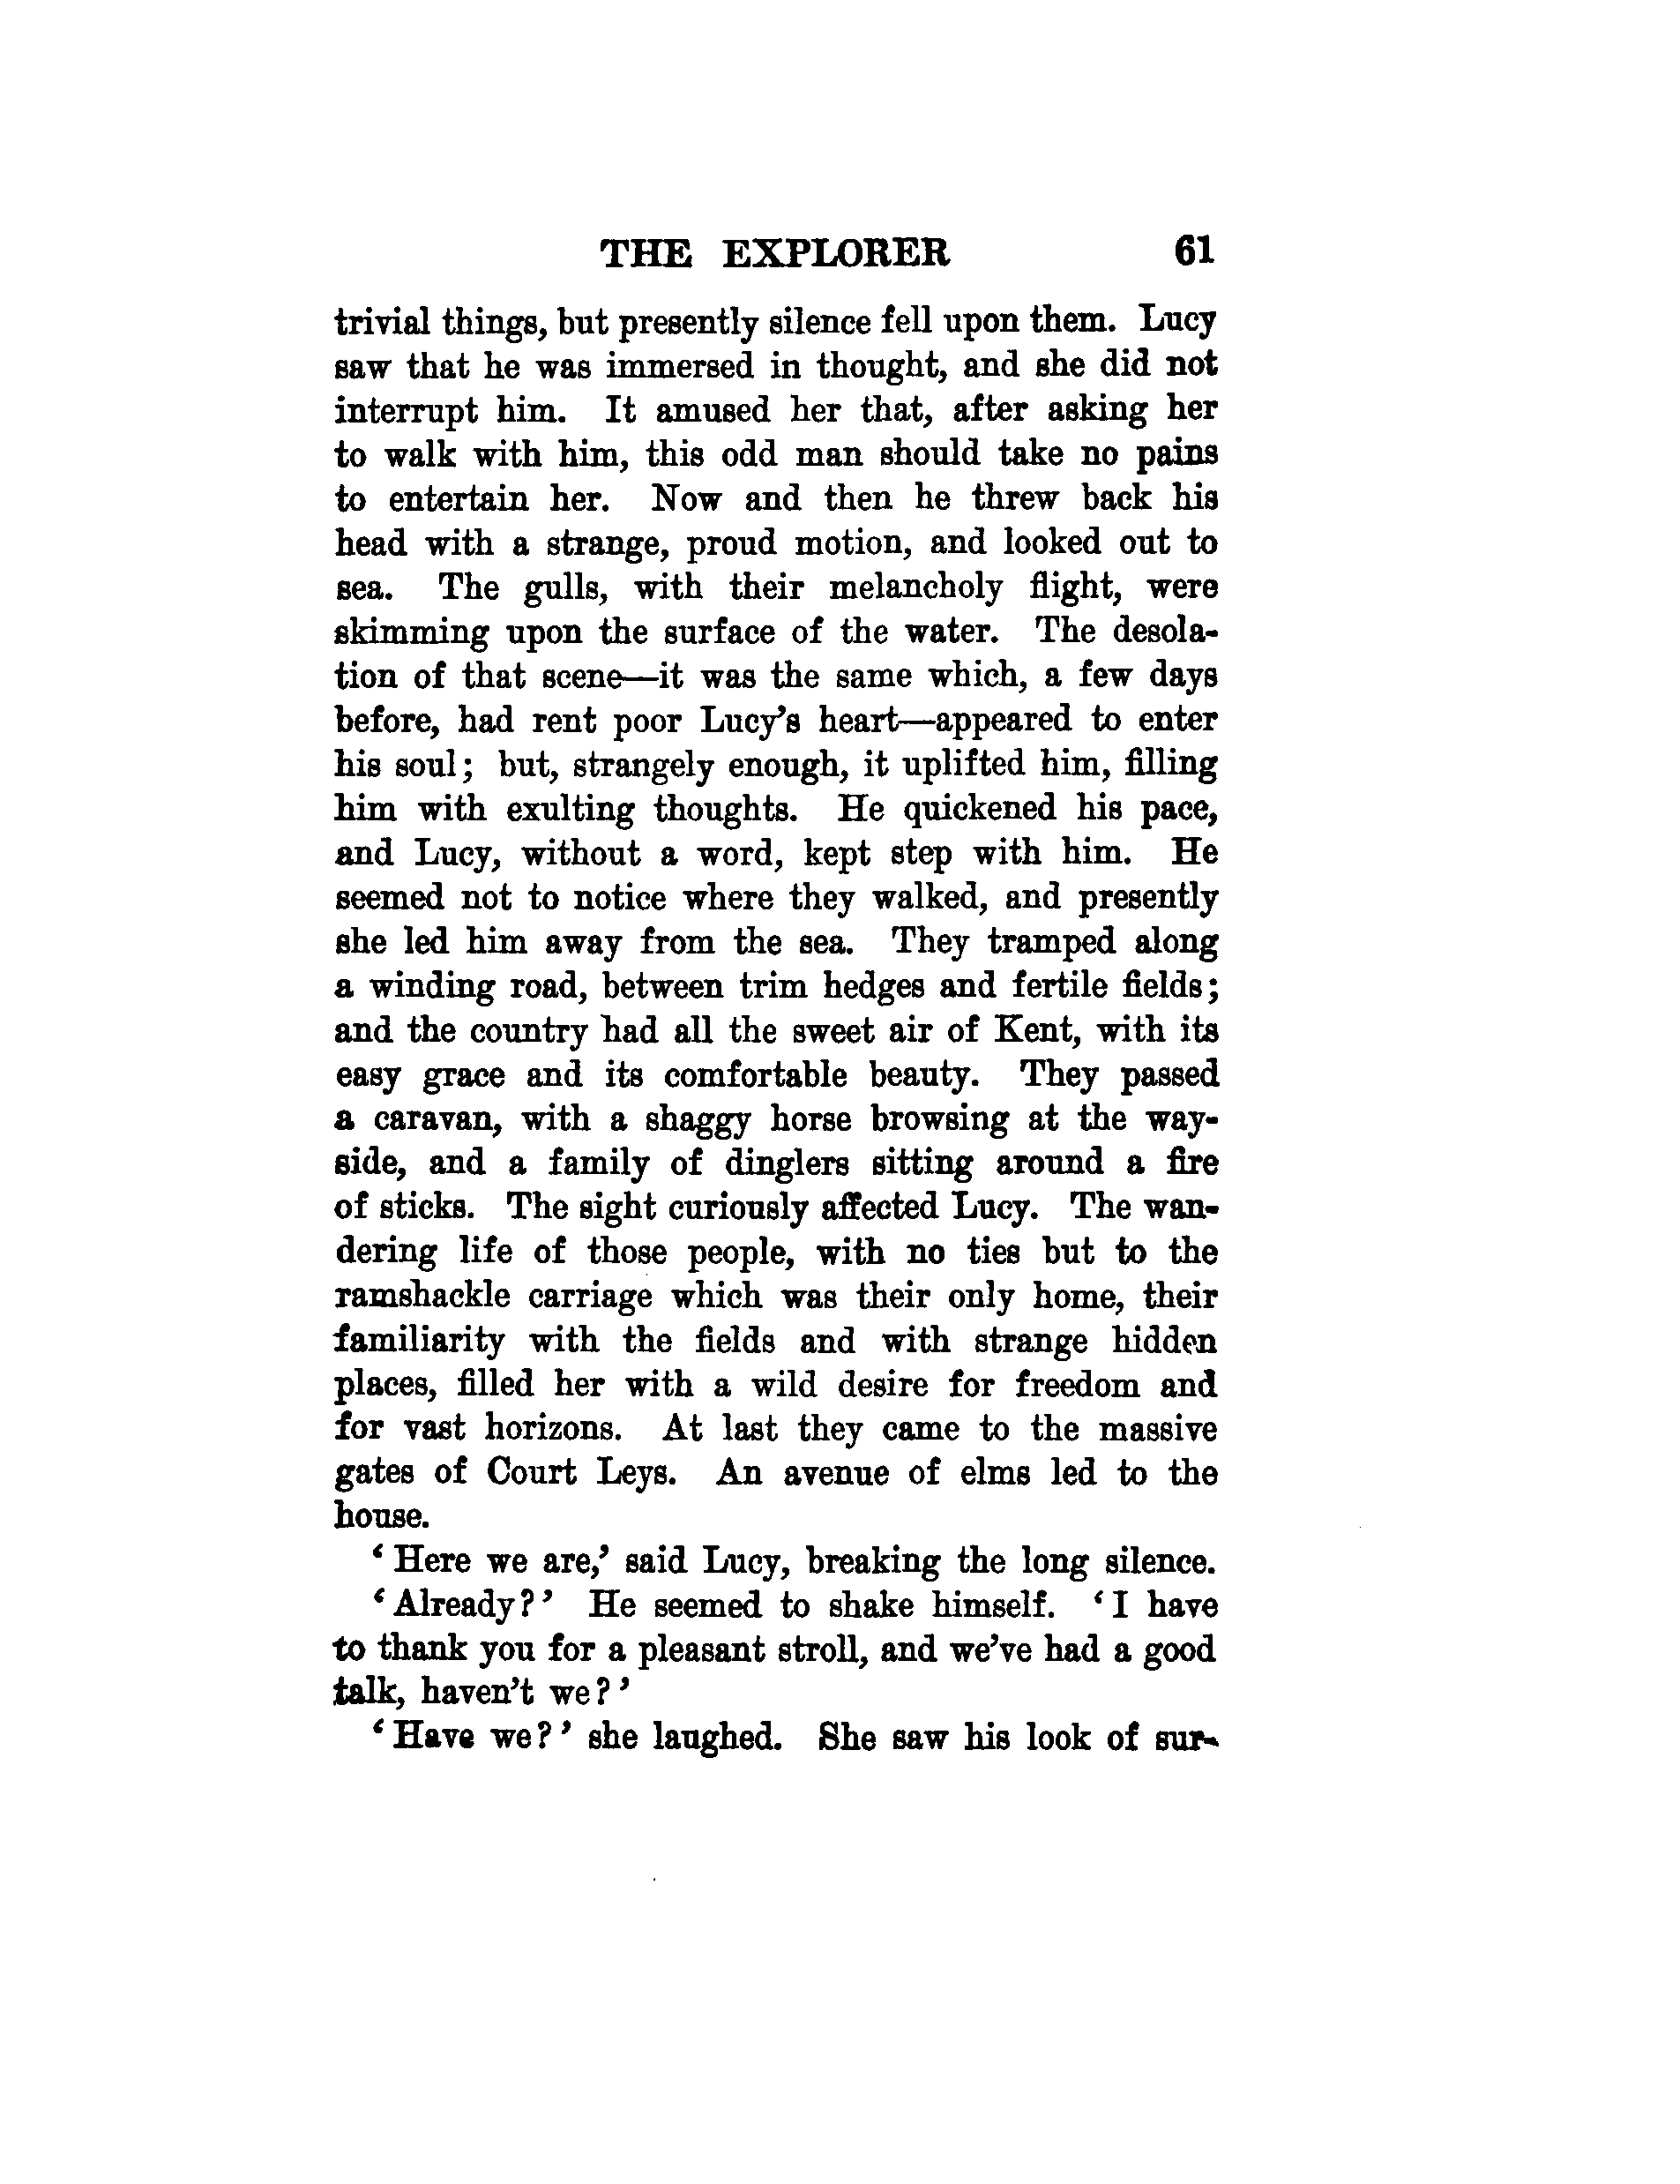 THE EXPLORER 61
trivial things, but presently silence fell upon them. Lucy
saw that he was immersed in thought, and she did not
interrupt him. It amused her that, after asking her
to walk with him, this odd man should take no pains
to entertain her. Now and then he threw back his
head with a strange, proud motion, and looked out to
sea. The gulls, with their melancholy flight, were
skimming upon the surface of the water. The desola-
tion of that scene—it was the same which, a few days
before, had rent poor Lucy's heart—appeared to enter
his soul; but, strangely enough, it uplifted him, filling
him with exulting thoughts. He quickened his pace,
and Lucy, without a word, kept step with him. He
seemed not to notice where they walked, and presently
she led him away from the sea. They tramped along
a winding road, between trim hedges and fertile fields;
and the country had all the sweet air of Kent, with its
easy grace and its comfortable beauty. They passed
a caravan, with a shaggy horse browsing at the way-
side, and a family of dinglers sitting around a fire
of sticks. The sight curiously affected Lucy. The wan-
dering life of those people, with no ties but to the
ramshackle carriage which was their only home, their
familiarity with the fields and with strange hidden
places, filled her with a wild desire for freedom and
for vast horizons. At last they came to the massive
gates of Court Leys. An avenue of elms led to the
house.
‘Here we are,’ said Lucy, breaking the long silence.
‘Already?’ He seemed to shake himself. ‘I have
to thank you for a pleasant stroll, and we've had a good
talk, haven't we?’
‘Have we?’ she laughed. She saw his look of sur-